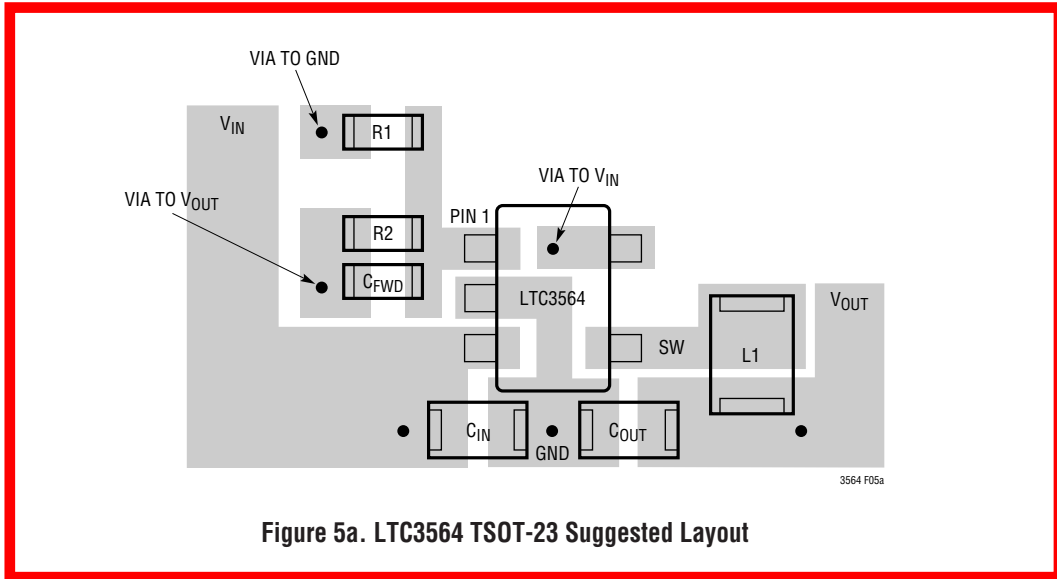 VIA TO GND
VIN
R1
VIA TO VIN
VIA TO VOUT
PIN 1
R2
CFWD
LTC3564
VOUT
SW
L1
CIN
COUT
GND
3564 F05a
Figure 5a. LTC3564 TSOT-23 Suggested Layout